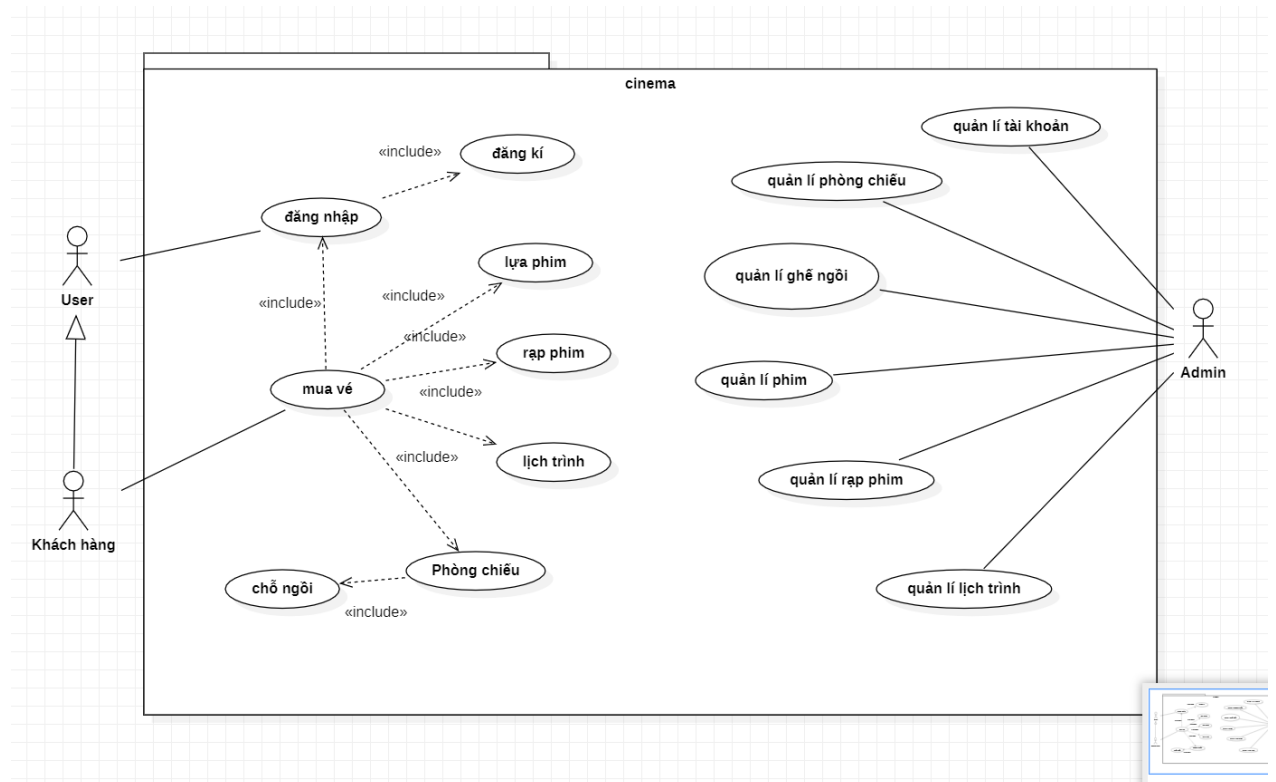 cinema
quản lí tài khoản
«include»
đăng kí
quản lí phòng chiếu
đăng nhập
lựa phim
quản lí ghế ngồi
User
«include»
«include»
«include»
rạp phim
Admin
mua vé
quản lí phim
«include»
«include»
lịch trình
quản lí rạp phim
Khách hàng
Phòng chiếu
chỗ ngồi
quản lí lịch trình
«include»